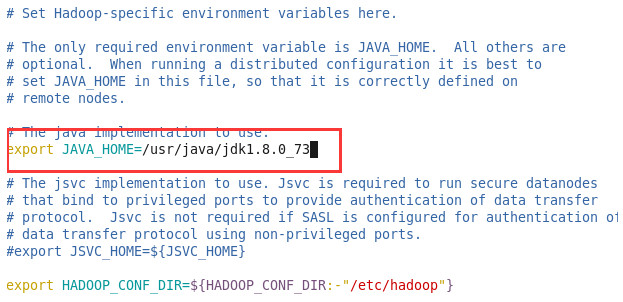 # Set Hadoop-specific environment variables here.
# The only required environment variable is JAVA_HOME.  All others are
# optional.  When running a distributed configuration it is best to
# set JAVA_HOME in this file, so that it is correctly defined on
# remote nodes.
# The java implementation to use.
export JAVA_HOME=/usr/java/jdk1.8.0_73
# The jsvc implementation to use. Jsvc is required to run secure datanodes
# that bind to privileged ports to provide authentication of data transfer
# protocol.  Jsvc is not required if SASL is configured for authentication of
# data transfer protocol using non-privileged ports.
#export JSVC_HOME=${JSVC_HOME}
export HADOOP_CONF_DIR=${HADOOP_CONF_DIR:-"/etc/hadoop"}